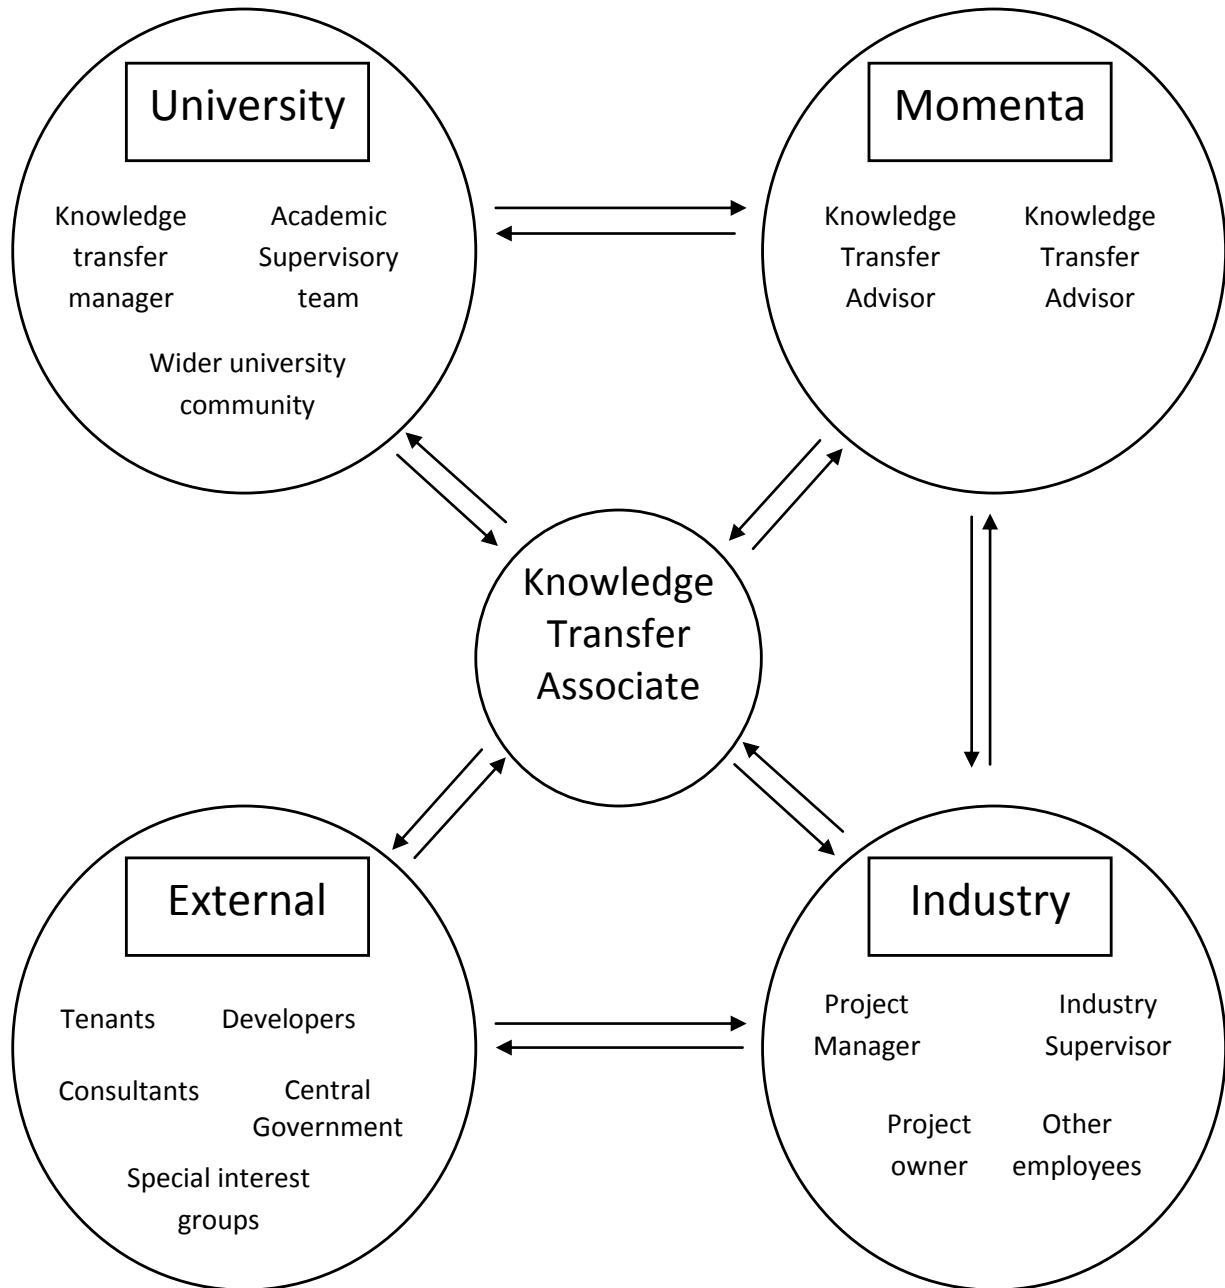 University
Knowledge
transfer
manager
Academic
Supervisory
team
Wider university
community
Momenta
Knowledge
Transfer
Advisor
Knowledge
Transfer
Advisor
Knowledge
Transfer
Associate
External
Tenants
Developers
Consultants
Central
Government
Special interest
groups
Industry
Project
Manager
Industry
Supervisor
Project
owner
Other
employees